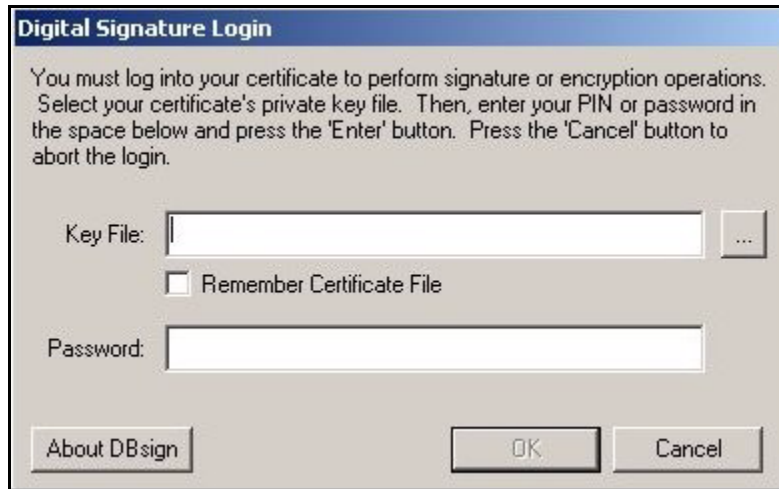 Digital Signature Login
You must log into your certificate to perform signature or encryption operations.
Select your certificate's private key file. Then, enter your PIN or password in
the space below and press the 'Enter' button. Press the 'Cancel' button to
abort the login.
Key File:
...
Remember Certificate File
Password:
About DBsign
OK
Cancel